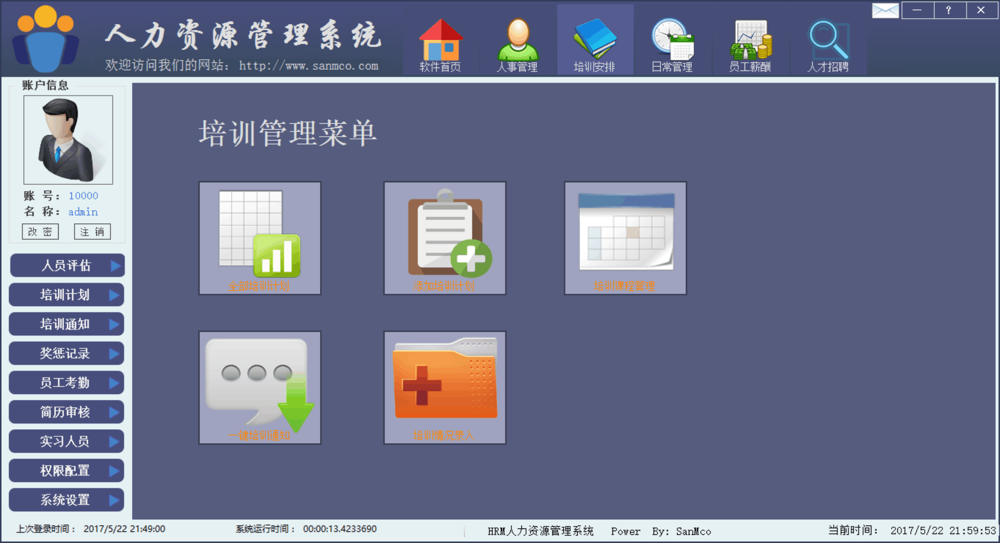 人力资源管理系统
欢迎访问我们的网站: http://www.sanmco.com
软件首页
人事管理
培训安排
日常管理
员工薪酬
人才招聘
?
账户信息
账 号: 10000
名 称: admin
改 密
注 销
人员评估
培训计划
培训通知
奖惩记录
员工考勤
简历审核
实习人员
权限配置
系统设置
培训管理菜单
全部培训计划
添加培训计划
培训课程管理
一键培训通知
培训情况录入
上次登录时间: 2017/5/22 21:49:00
系统运行时间: 00:00:13.4233690
HRM人力资源管理系统 Power By: SanMco
当前时间: 2017/5/22 21:59:53